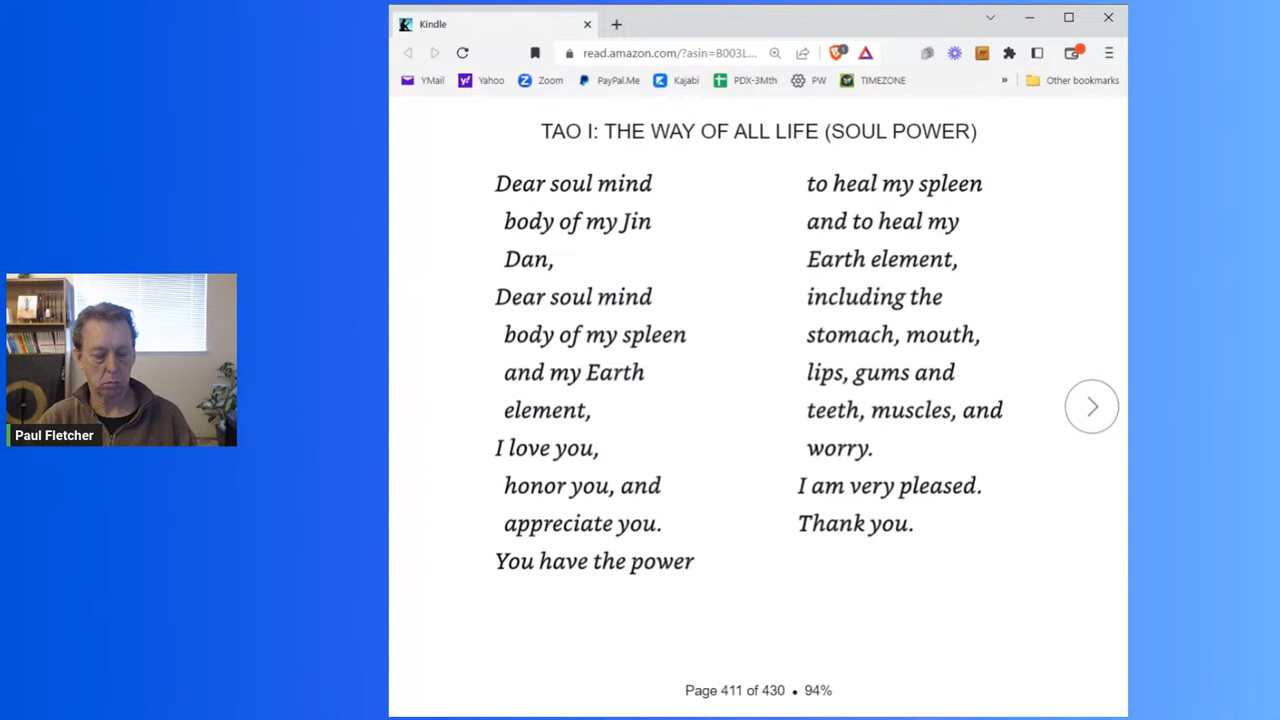 Kindle
read.amazon.com/?asin=B003L...
1
YMail
Yahoo
Zoom
PayPal.Me
Kajabi
PDX-3Mth
PW
TIMEZONE
»
Other bookmarks
TAO I: THE WAY OF ALL LIFE (SOUL POWER)
Dear soul mind
body of my Jin
Dan,
Dear soul mind
body of my spleen
and my Earth
element,
I love you,
honor you, and
appreciate you.
You have the power
to heal my spleen
and to heal my
Earth element,
including the
stomach, mouth,
lips, gums and
teeth, muscles, and
worry.
I am very pleased.
Thank you.
Page 411 of 430 • 94%
Paul Fletcher